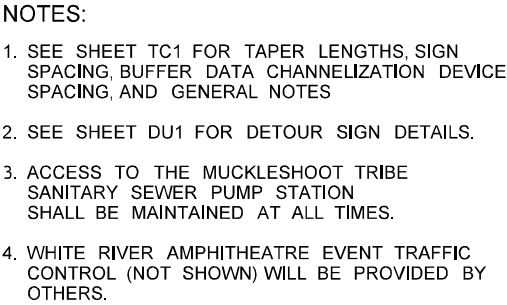 NOTES:
1. SEE SHEET TC1 FOR TAPER LENGTHS, SIGN
SPACING, BUFFER DATA CHANNELIZATION DEVICE
SPACING, AND GENERAL NOTES
2. SEE SHEET DU1 FOR DETOUR SIGN DETAILS.
3. ACCESS TO THE MUCKLESHOOT TRIBE
SANITARY SEWER PUMP STATION
SHALL BE MAINTAINED AT ALL TIMES.
4. WHITE RIVER AMPHITHEATRE EVENT TRAFFIC
CONTROL (NOT SHOWN) WILL BE PROVIDED BY
OTHERS.